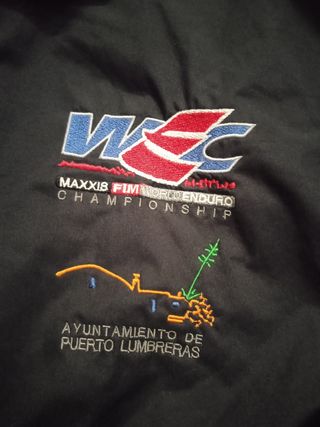 WEC
MAXXIS FIM WORLD ENDURO
CHAMPIONSHIP
AYUNTAMIENTO DE
PUERTO LUMBRERAS